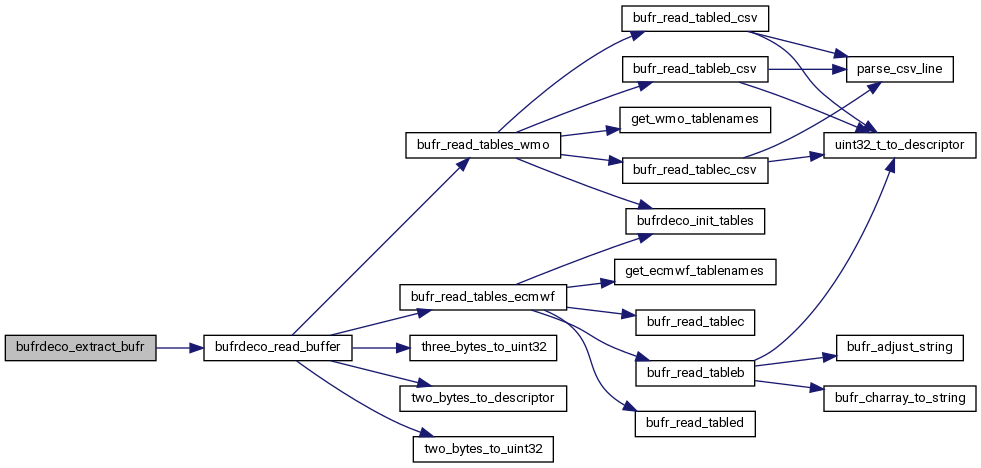 bufrdeco_extract_bufr
bufrdeco_read_buffer
bufr_read_tables_wmo
bufr_read_tables_ecmwf
three_bytes_to_uint32
two_bytes_to_descriptor
two_bytes_to_uint32
bufr_read_tabled_csv
bufr_read_tableb_csv
get_wmo_tablenames
bufr_read_tablec_csv
bufrdeco_init_tables
get_ecmwf_tablenames
bufr_read_tablec
bufr_read_tableb
bufr_read_tabled
parse_csv_line
uint32_t_to_descriptor
bufr_adjust_string
bufr_charray_to_string